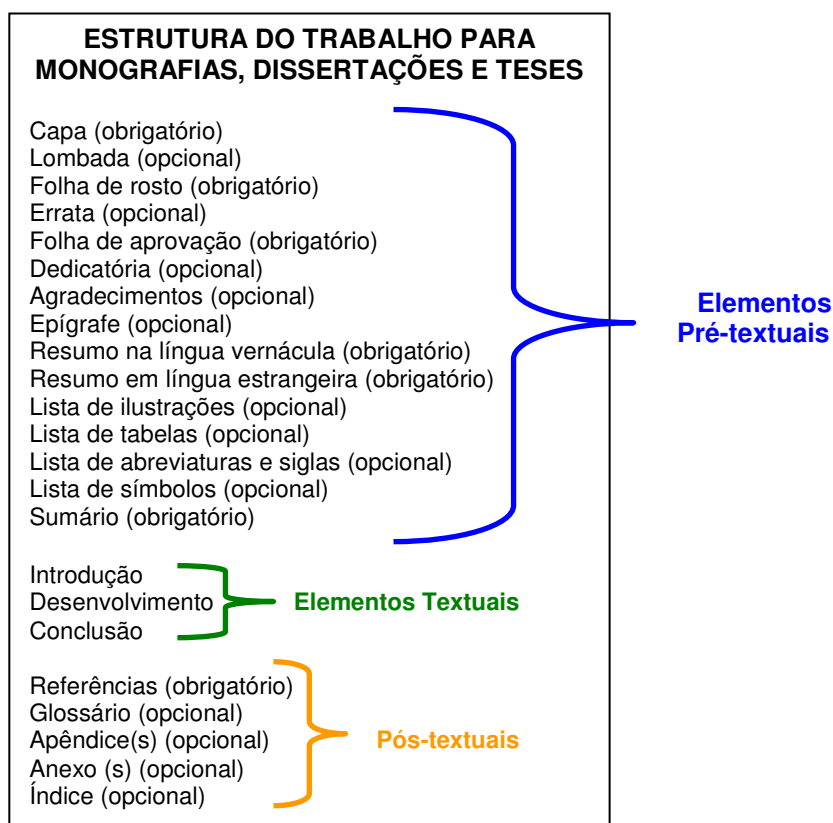 ESTRUTURA DO TRABALHO PARA
MONOGRAFIAS, DISSERTAÇÕES E TESES
Capa (obrigatório)
Lombada (opcional)
Folha de rosto (obrigatório)
Errata (opcional)
Folha de aprovação (obrigatório)
Dedicatória (opcional)
Agradecimentos (opcional)
Epígrafe (opcional)
Resumo na língua vernácula (obrigatório)
Resumo em língua estrangeira (obrigatório)
Lista de ilustrações (opcional)
Lista de tabelas (opcional)
Lista de abreviaturas e siglas (opcional)
Lista de símbolos (opcional)
Sumário (obrigatório)
Elementos
Pré-textuais
Introdução
Desenvolvimento
Conclusão
Elementos Textuais
Referências (obrigatório)
Glossário (opcional)
Apêndice(s) (opcional)
Anexo (s) (opcional)
Índice (opcional)
Pós-textuais